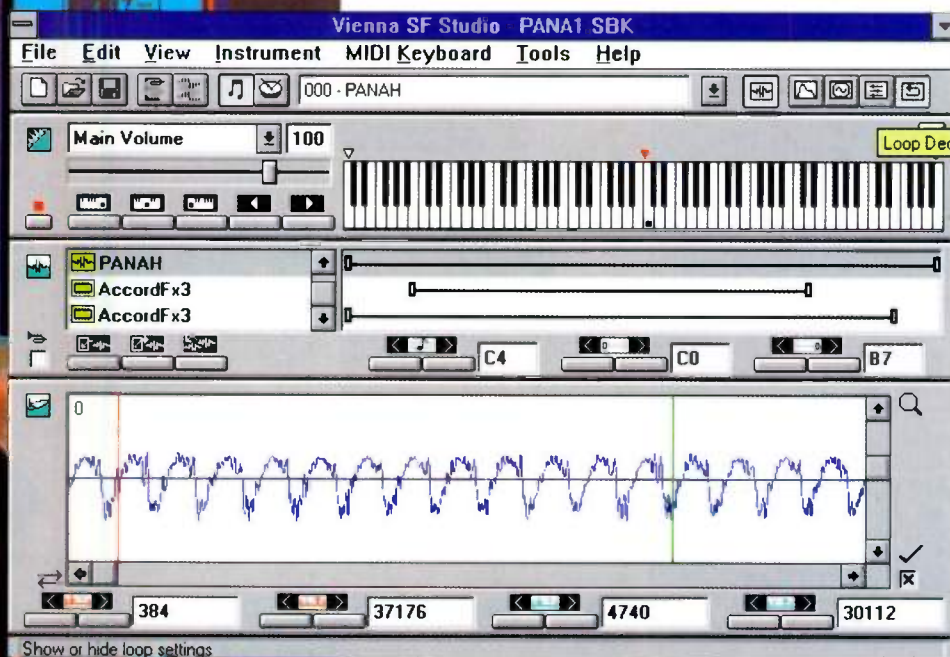 Vienna SF Studio - PANA1 SBK
File Edit View Instrument MIDI Keyboard Tools Help
000 - PANAH
Main Volume 100
Loop Dec
PANAH
AccordFx3
AccordFx3
C4 C0 B7
0
384 37176 4740 30112
Show or hide loop settings